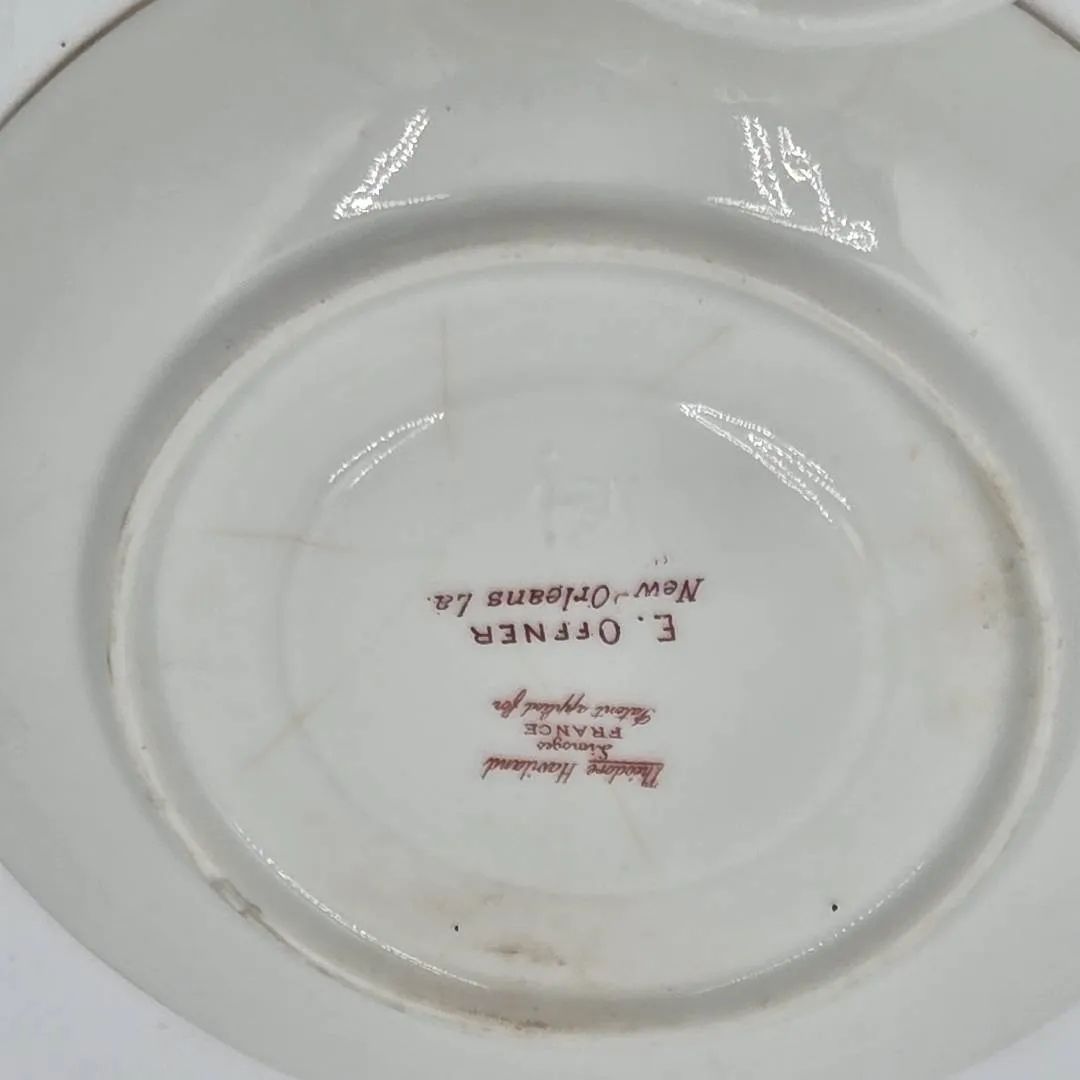 Theodore Haviland
Limoges
FRANCE
Patent applied for
E. OFFNER
New-Orleans La.